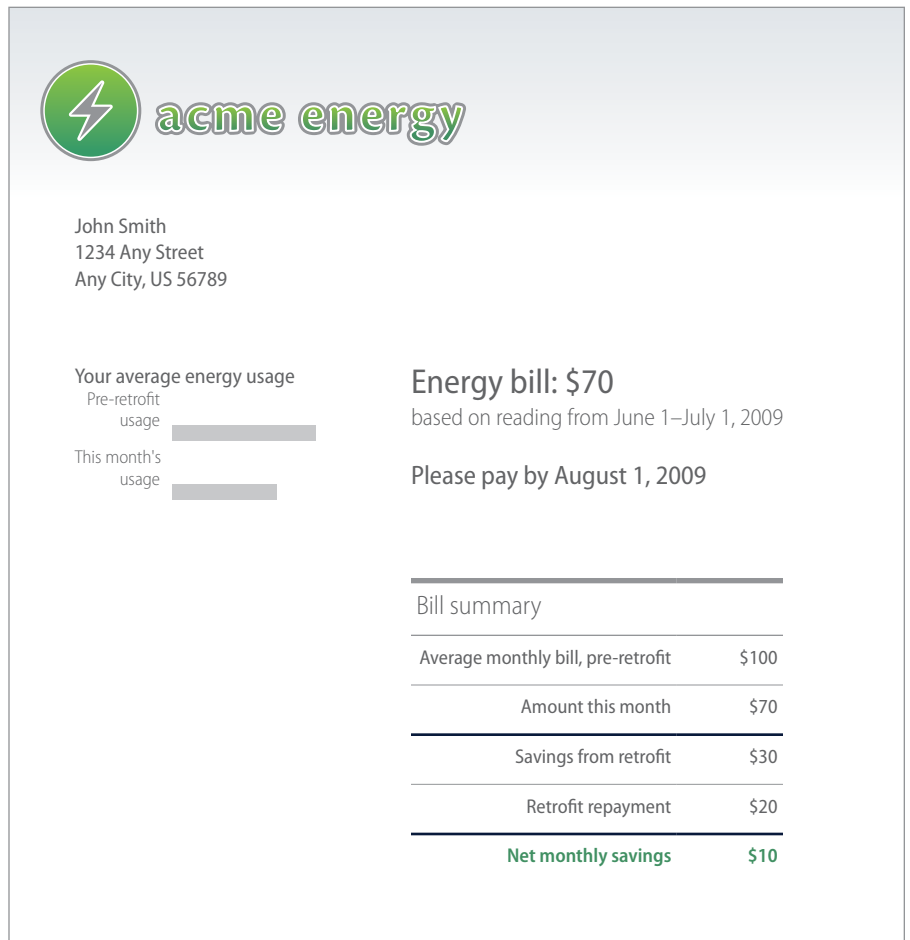 acme energy
John Smith
1234 Any Street
Any City, US 56789
Your average energy usage
Pre-retrofit
usage
This month's
usage
Energy bill: $70
based on reading from June 1–July 1, 2009
Please pay by August 1, 2009
Bill summary
Average monthly bill, pre-retrofit $100
Amount this month $70
Savings from retrofit $30
Retrofit repayment $20
Net monthly savings $10